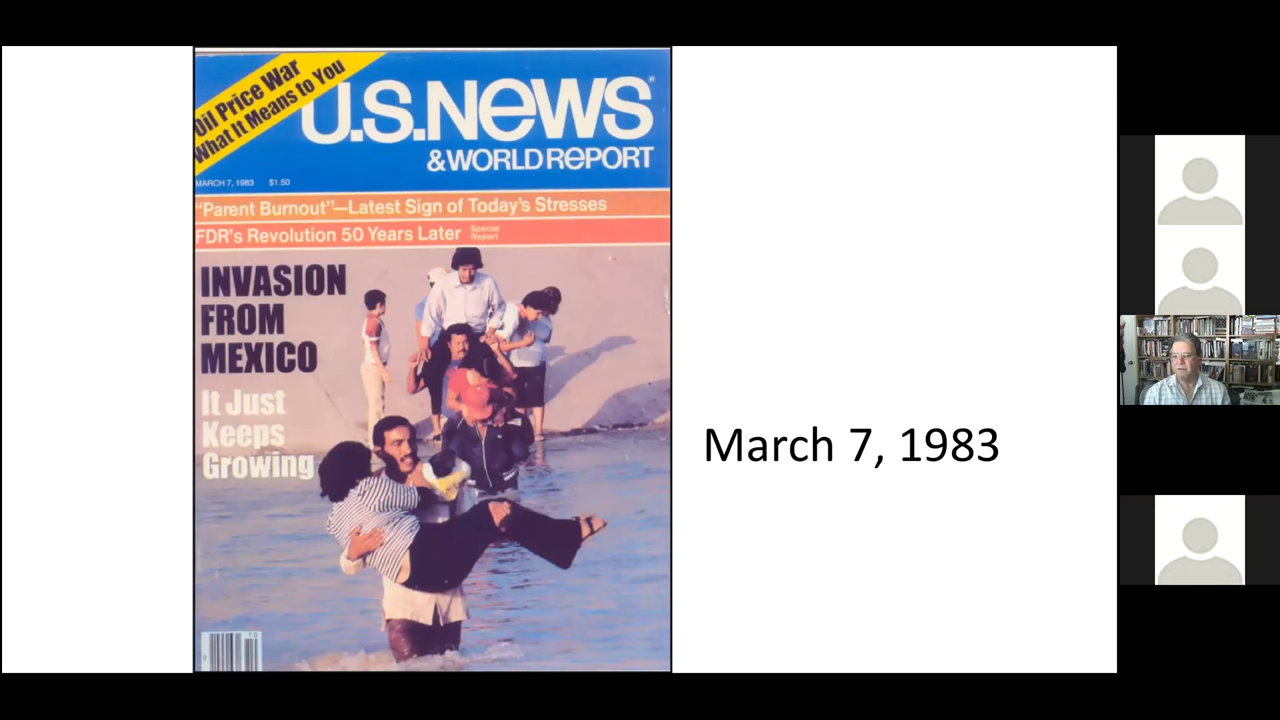 Oil Price War
What It Means to You
U.S.NeWS
& WORLD REPORT
MARCH 7, 1983 $1.50
"Parent Burnout"—Latest Sign of Today's Stresses
FDR's Revolution 50 Years Later Special
Report
INVASION
FROM
MEXICO
It Just
Keeps
Growing
March 7, 1983
10